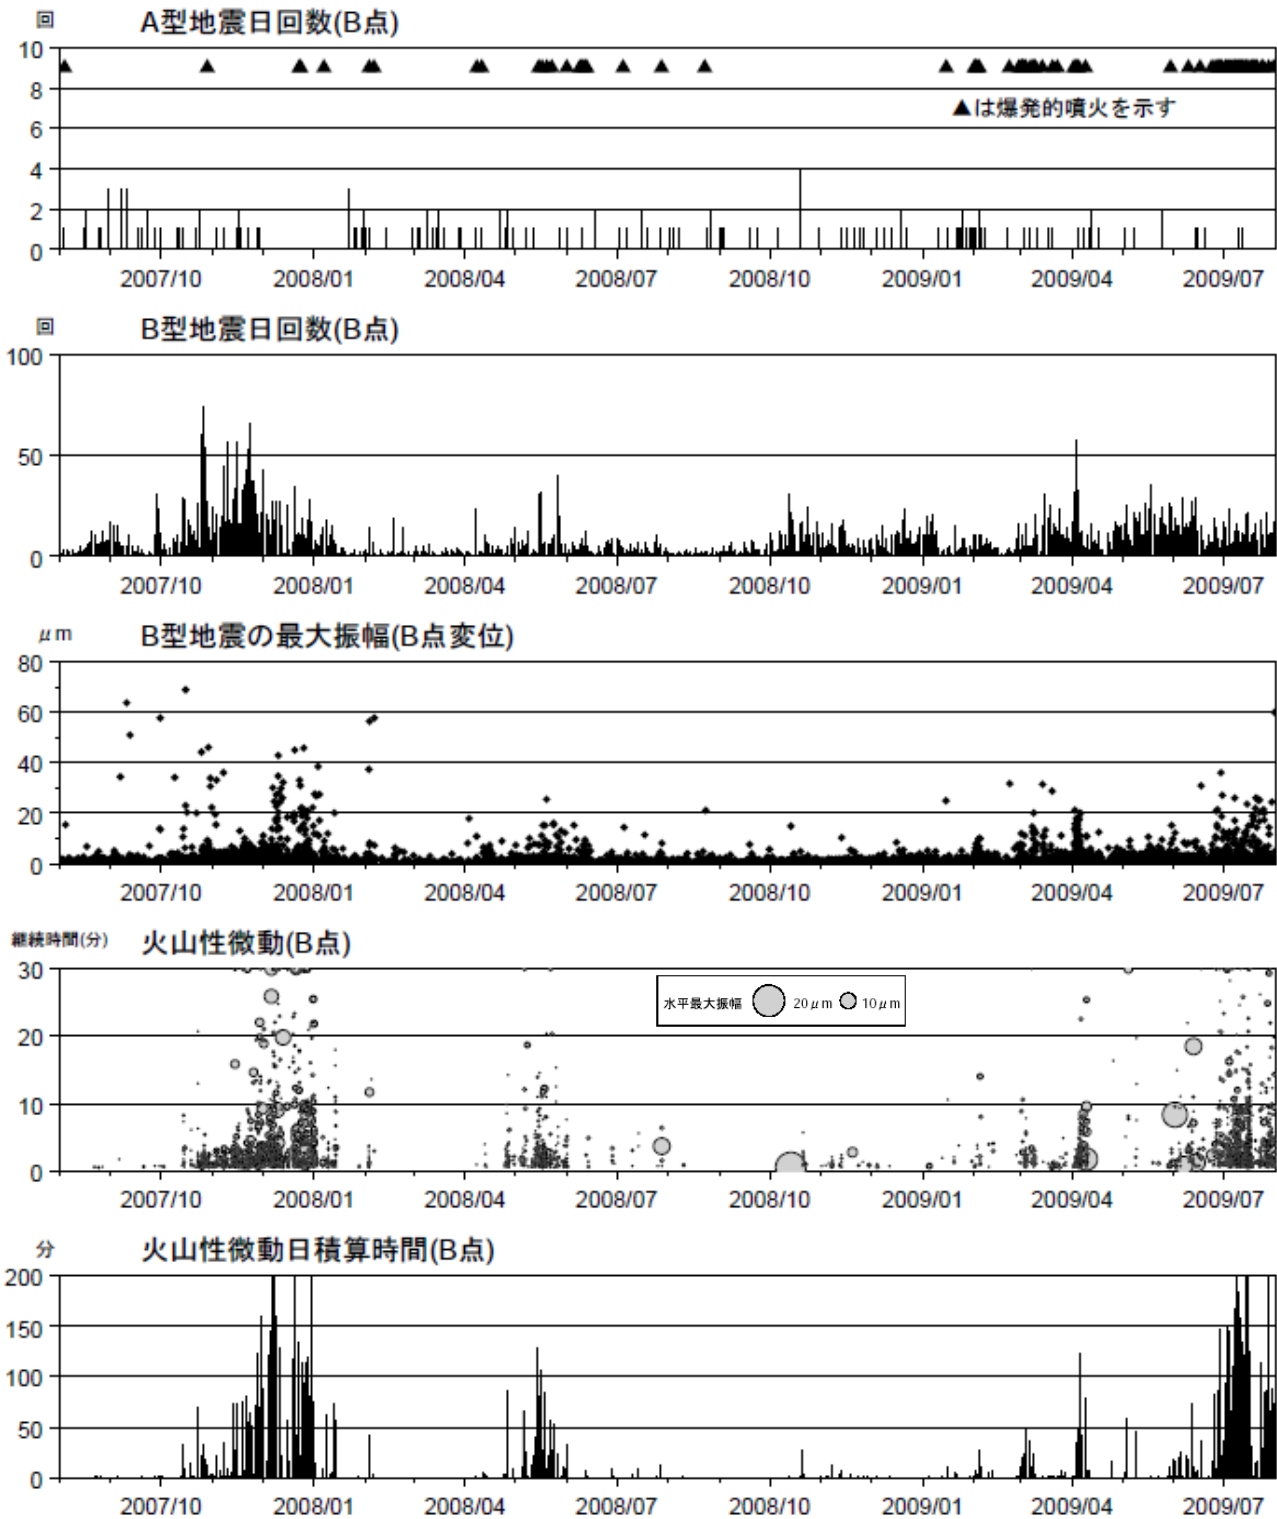 回 A型地震日回数(B点)
10
8
▲は爆発的噴火を示す
6
4
2
0
2007/10 2008/01 2008/04 2008/07 2008/10 2009/01 2009/04 2009/07
回 B型地震日回数(B点)
100
50
0
2007/10 2008/01 2008/04 2008/07 2008/10 2009/01 2009/04 2009/07
μm B型地震の最大振幅(B点変位)
80
60
40
20
0
2007/10 2008/01 2008/04 2008/07 2008/10 2009/01 2009/04 2009/07
継続時間(分) 火山性微動(B点)
30
水平最大振幅 20μm 10μm
20
10
0
2007/10 2008/01 2008/04 2008/07 2008/10 2009/01 2009/04 2009/07
分 火山性微動日積算時間(B点)
200
150
100
50
0
2007/10 2008/01 2008/04 2008/07 2008/10 2009/01 2009/04 2009/07